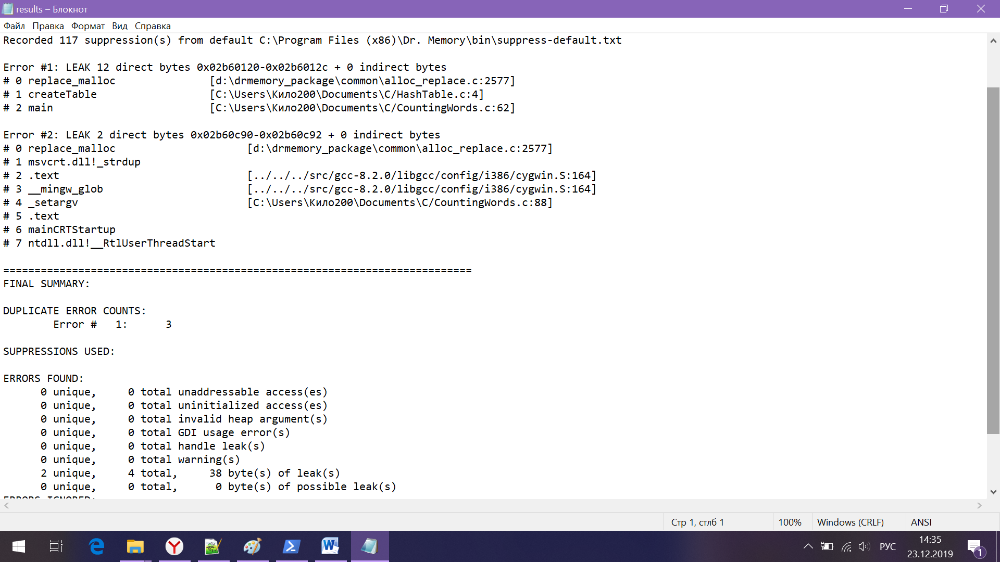 results – Блокнот
Файл Правка Формат Вид Справка
Recorded 117 suppression(s) from default C:\Program Files (x86)\Dr. Memory\bin\suppress-default.txt
Error #1: LEAK 12 direct bytes 0x02b60120-0x02b6012c + 0 indirect bytes
# 0 replace_malloc [d:\drmemory_package\common\alloc_replace.c:2577]
# 1 createTable [C:\Users\Кило200\Documents\C/HashTable.c:4]
# 2 main [C:\Users\Кило200\Documents\C/CountingWords.c:62]
Error #2: LEAK 2 direct bytes 0x02b60c90-0x02b60c92 + 0 indirect bytes
# 0 replace_malloc [d:\drmemory_package\common\alloc_replace.c:2577]
# 1 msvcrt.dll!_strdup
# 2 .text [../../../src/gcc-8.2.0/libgcc/config/i386/cygwin.S:164]
# 3 __mingw_glob [../../../src/gcc-8.2.0/libgcc/config/i386/cygwin.S:164]
# 4 _setargv [C:\Users\Кило200\Documents\C/CountingWords.c:88]
# 5 .text
# 6 mainCRTStartup
# 7 ntdll.dll!__RtlUserThreadStart
===========================================================================
FINAL SUMMARY:
DUPLICATE ERROR COUNTS:
Error # 1: 3
SUPPRESSIONS USED:
ERRORS FOUND:
0 unique, 0 total unaddressable access(es)
0 unique, 0 total uninitialized access(es)
0 unique, 0 total invalid heap argument(s)
0 unique, 0 total GDI usage error(s)
0 unique, 0 total handle leak(s)
0 unique, 0 total warning(s)
2 unique, 4 total, 38 byte(s) of leak(s)
0 unique, 0 total, 0 byte(s) of possible leak(s)
ERRORS IGNORED:
Стр 1, стлб 1 100% Windows (CRLF) ANSI
РУС 14:35
23.12.2019
1